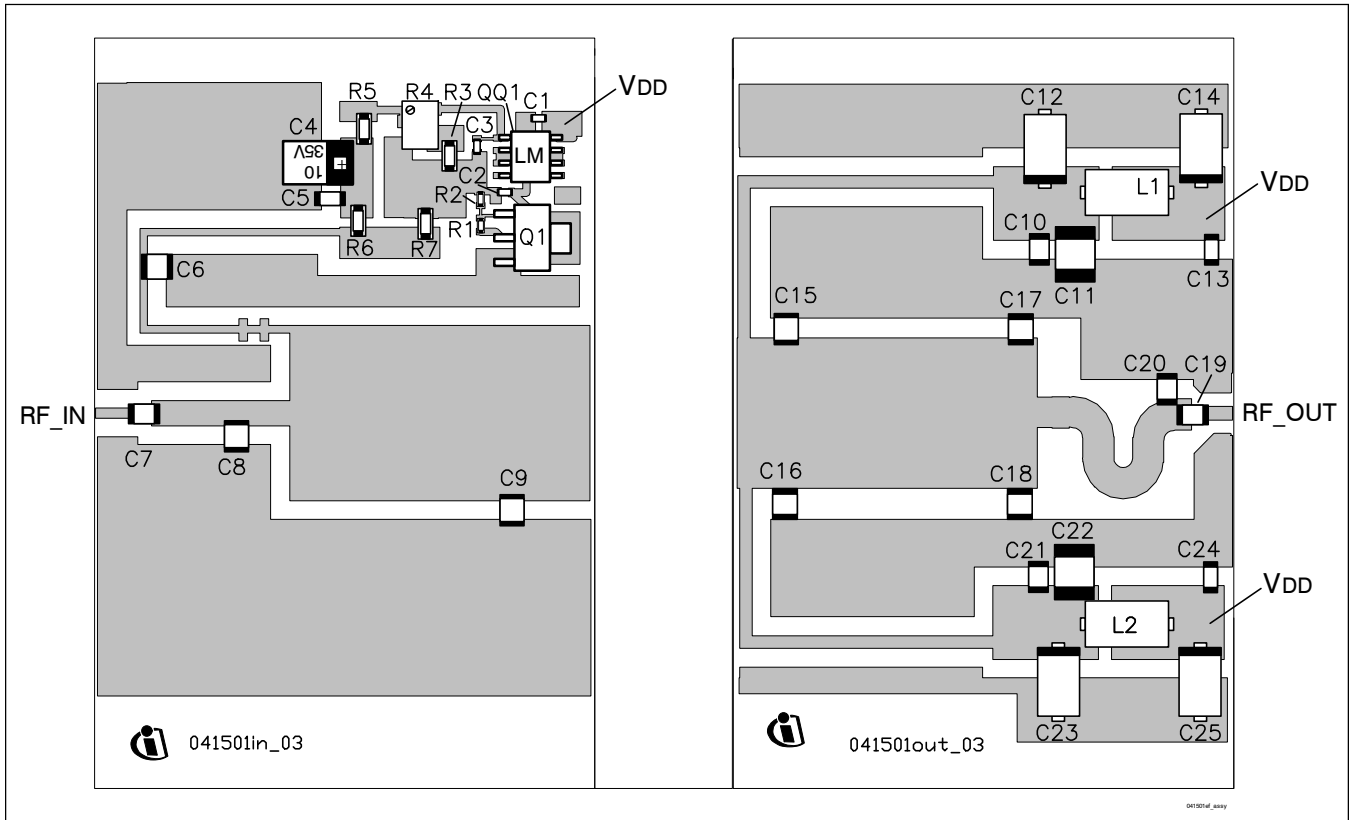 R5
R4
R3
QQ1
C1
VDD
C4
C3
10
35V
LM
C2
C5
R2
R1
Q1
R6
R7
C6
RF_IN
C7
C8
C9
041501in_03
C12
C14
L1
VDD
C10
C11
C13
C15
C17
C20
C19
RF_OUT
C16
C18
C22
C21
C24
VDD
L2
C23
C25
041501out_03
041501ef_assy